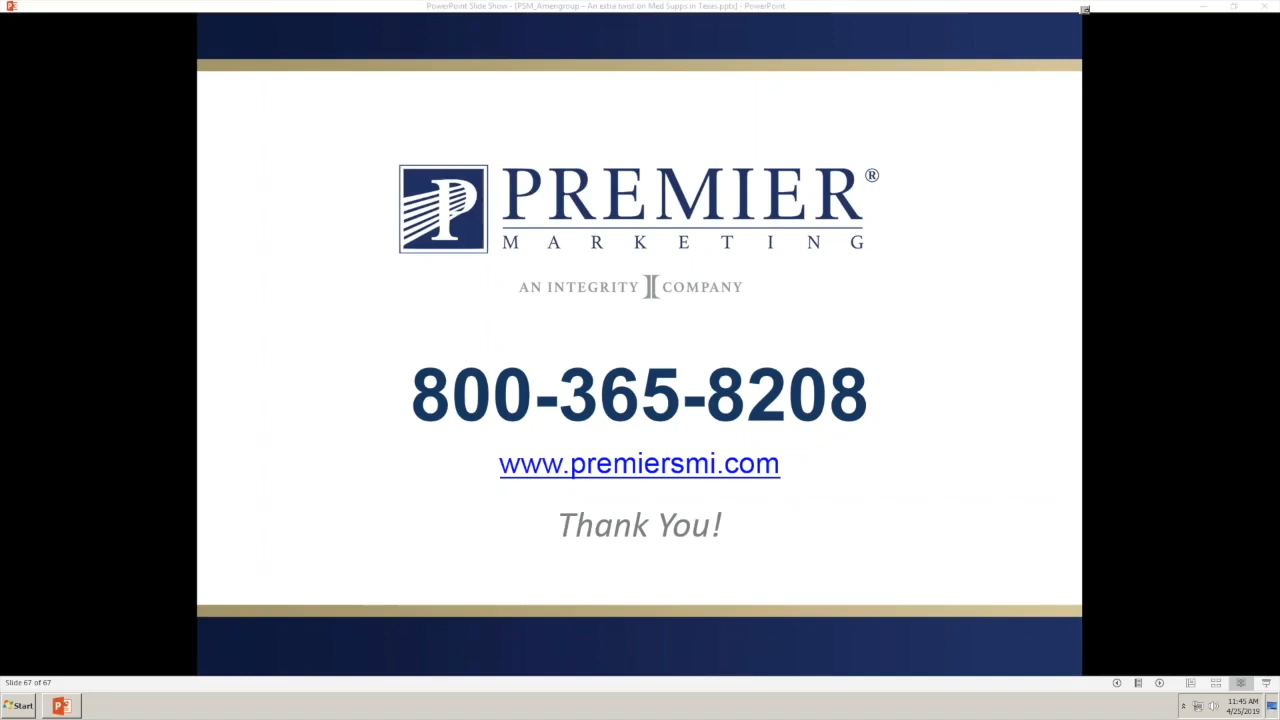 PowerPoint Slide Show - [PSM_Amerigroup – An extra twist on Med Supps in Texas.pptx] - PowerPoint
PREMIER®
MARKETING
AN INTEGRITY COMPANY
800-365-8208
www.premiersmi.com
Thank You!
Slide 67 of 67
Start
11:45 AM
4/25/2019